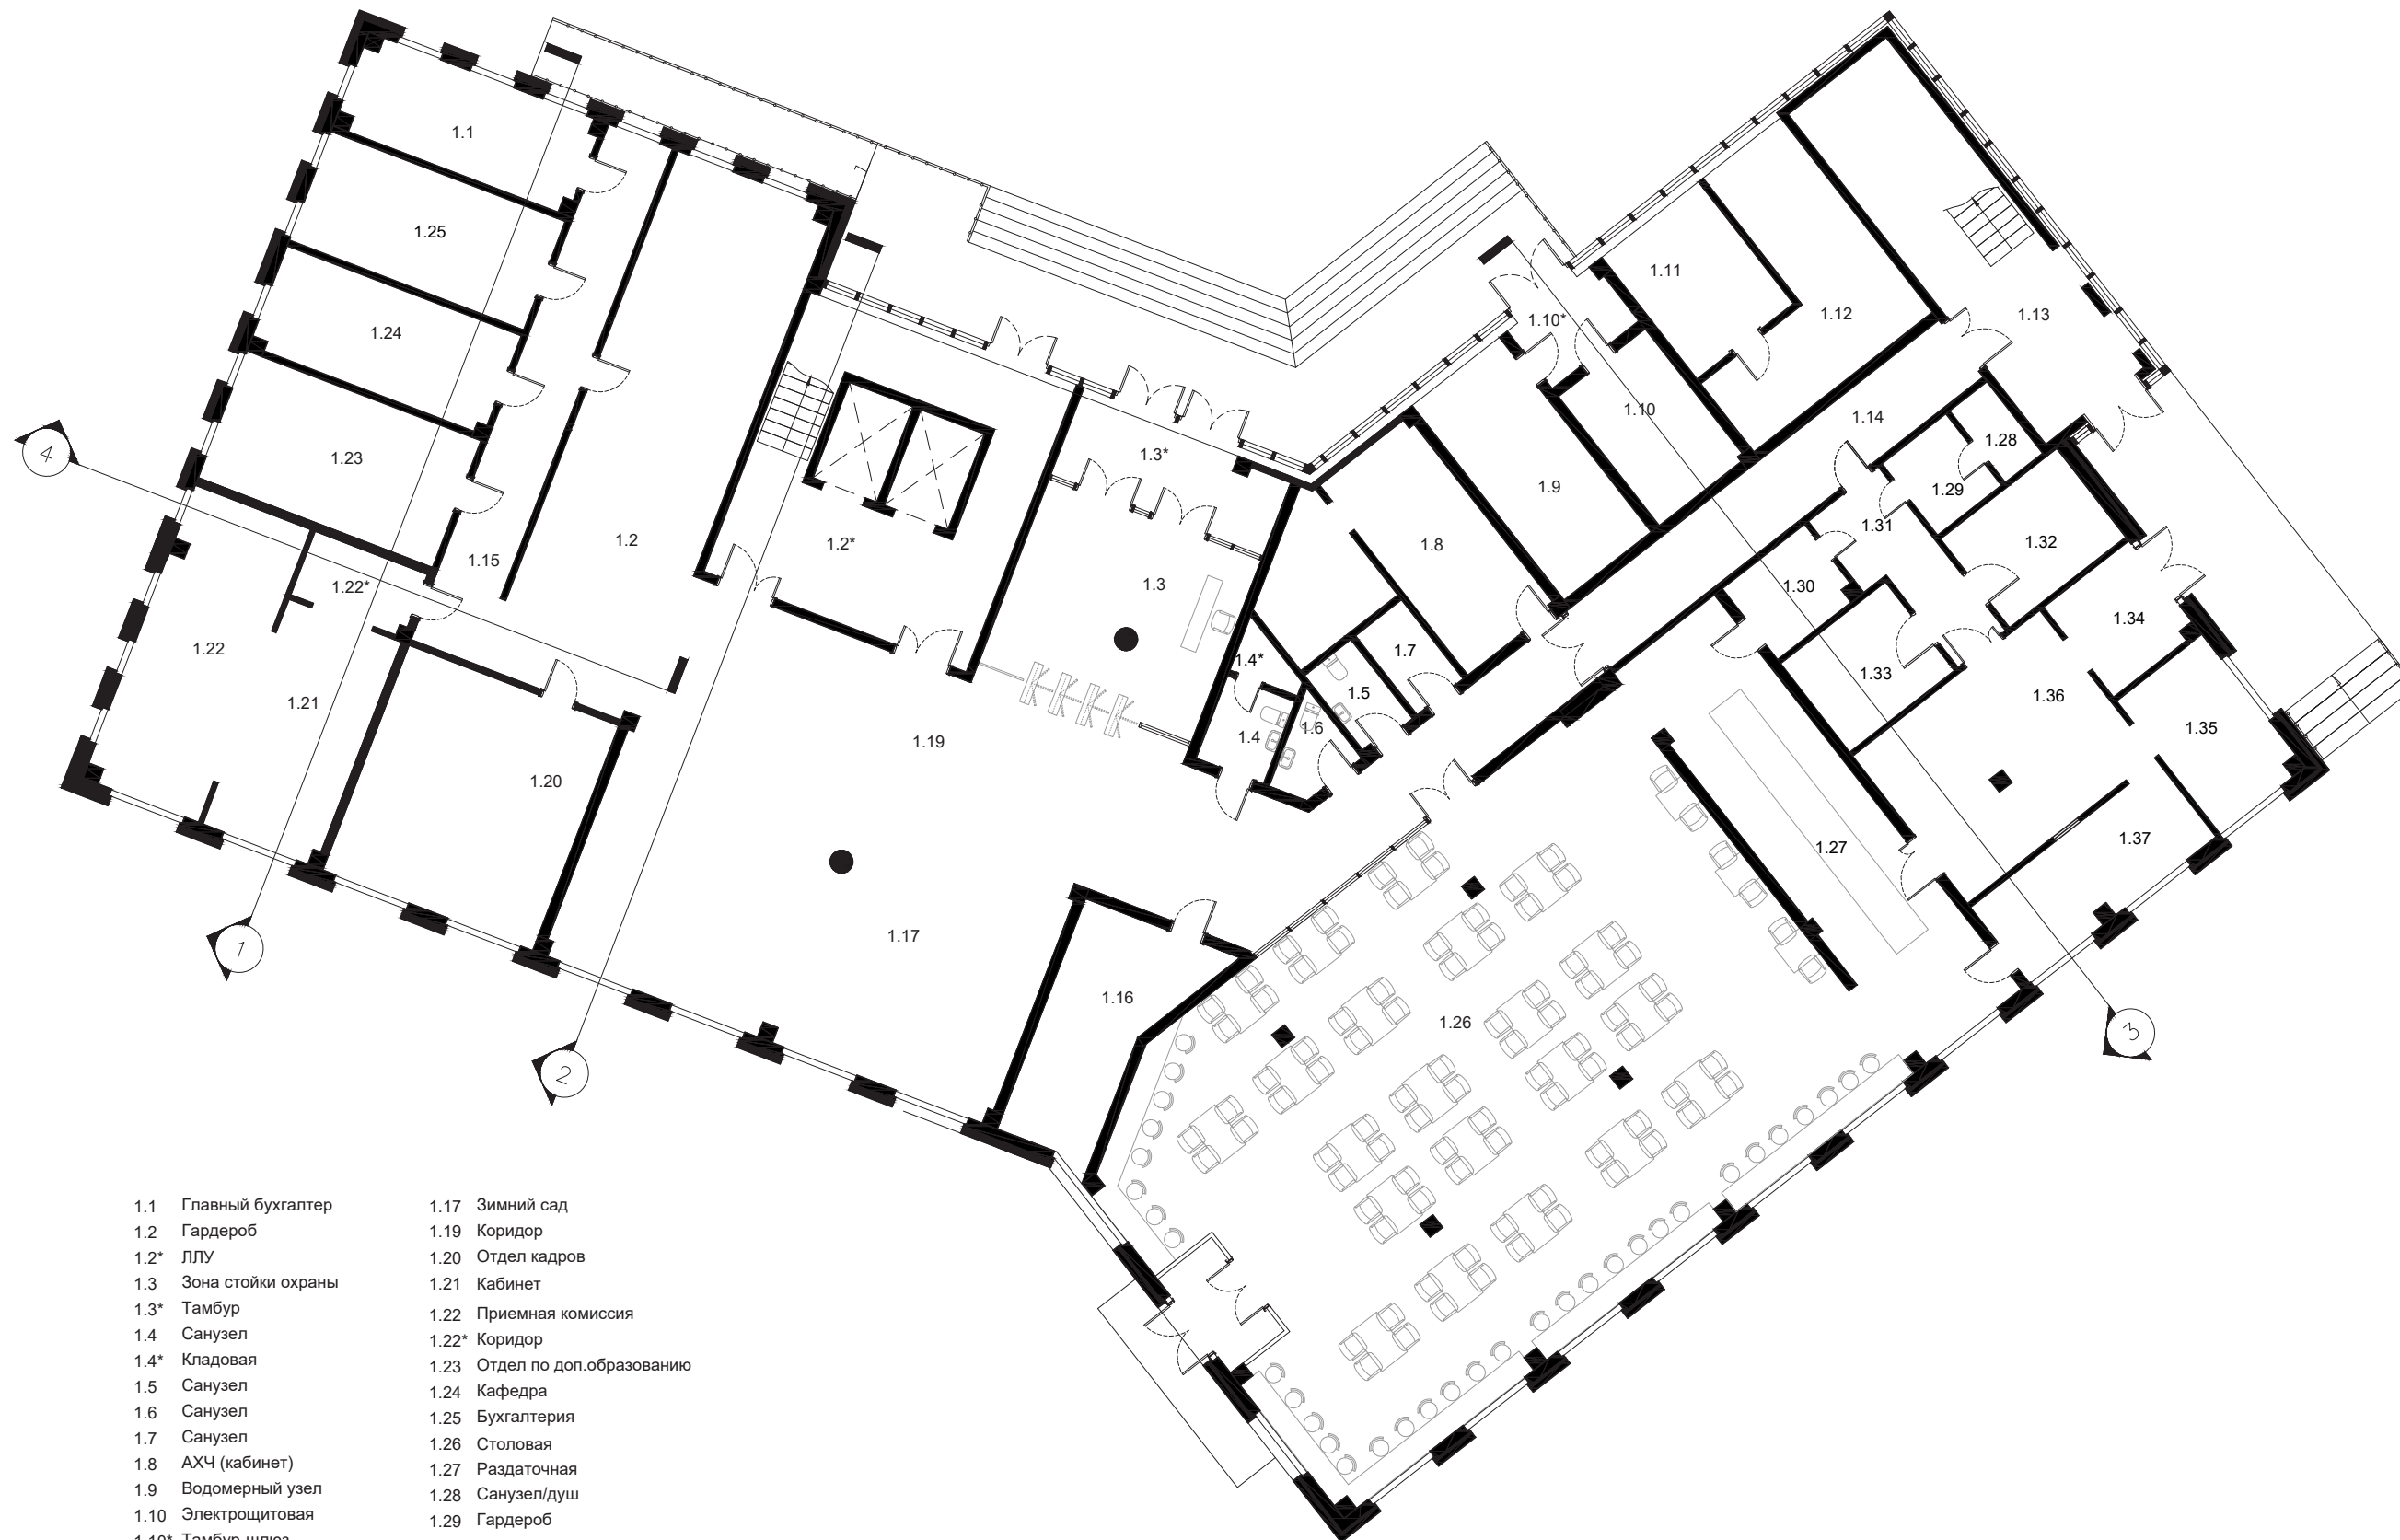 1.1
1.25
1.24
1.23
1.22*
1.22
1.21
1.15
1.20
1.2
1.2*
1.3*
1.3
1.4*
1.4
1.5
1.6
1.7
1.8
1.9
1.10*
1.10
1.11
1.12
1.13
1.14
1.28
1.29
1.31
1.30
1.32
1.33
1.34
1.36
1.35
1.37
1.27
1.26
1.19
1.17
1.16
4
1
2
3
1.1 Главный бухгалтер
1.2 Гардероб
1.2* ЛЛУ
1.3 Зона стойки охраны
1.3* Тамбур
1.4 Санузел
1.4* Кладовая
1.5 Санузел
1.6 Санузел
1.7 Санузел
1.8 АХЧ (кабинет)
1.9 Водомерный узел
1.10 Электрощитовая
1.10* Тамбур-шлюз
1.17 Зимний сад
1.19 Коридор
1.20 Отдел кадров
1.21 Кабинет
1.22 Приемная комиссия
1.22* Коридор
1.23 Отдел по доп.образованию
1.24 Кафедра
1.25 Бухгалтерия
1.26 Столовая
1.27 Раздаточная
1.28 Санузел/душ
1.29 Гардероб